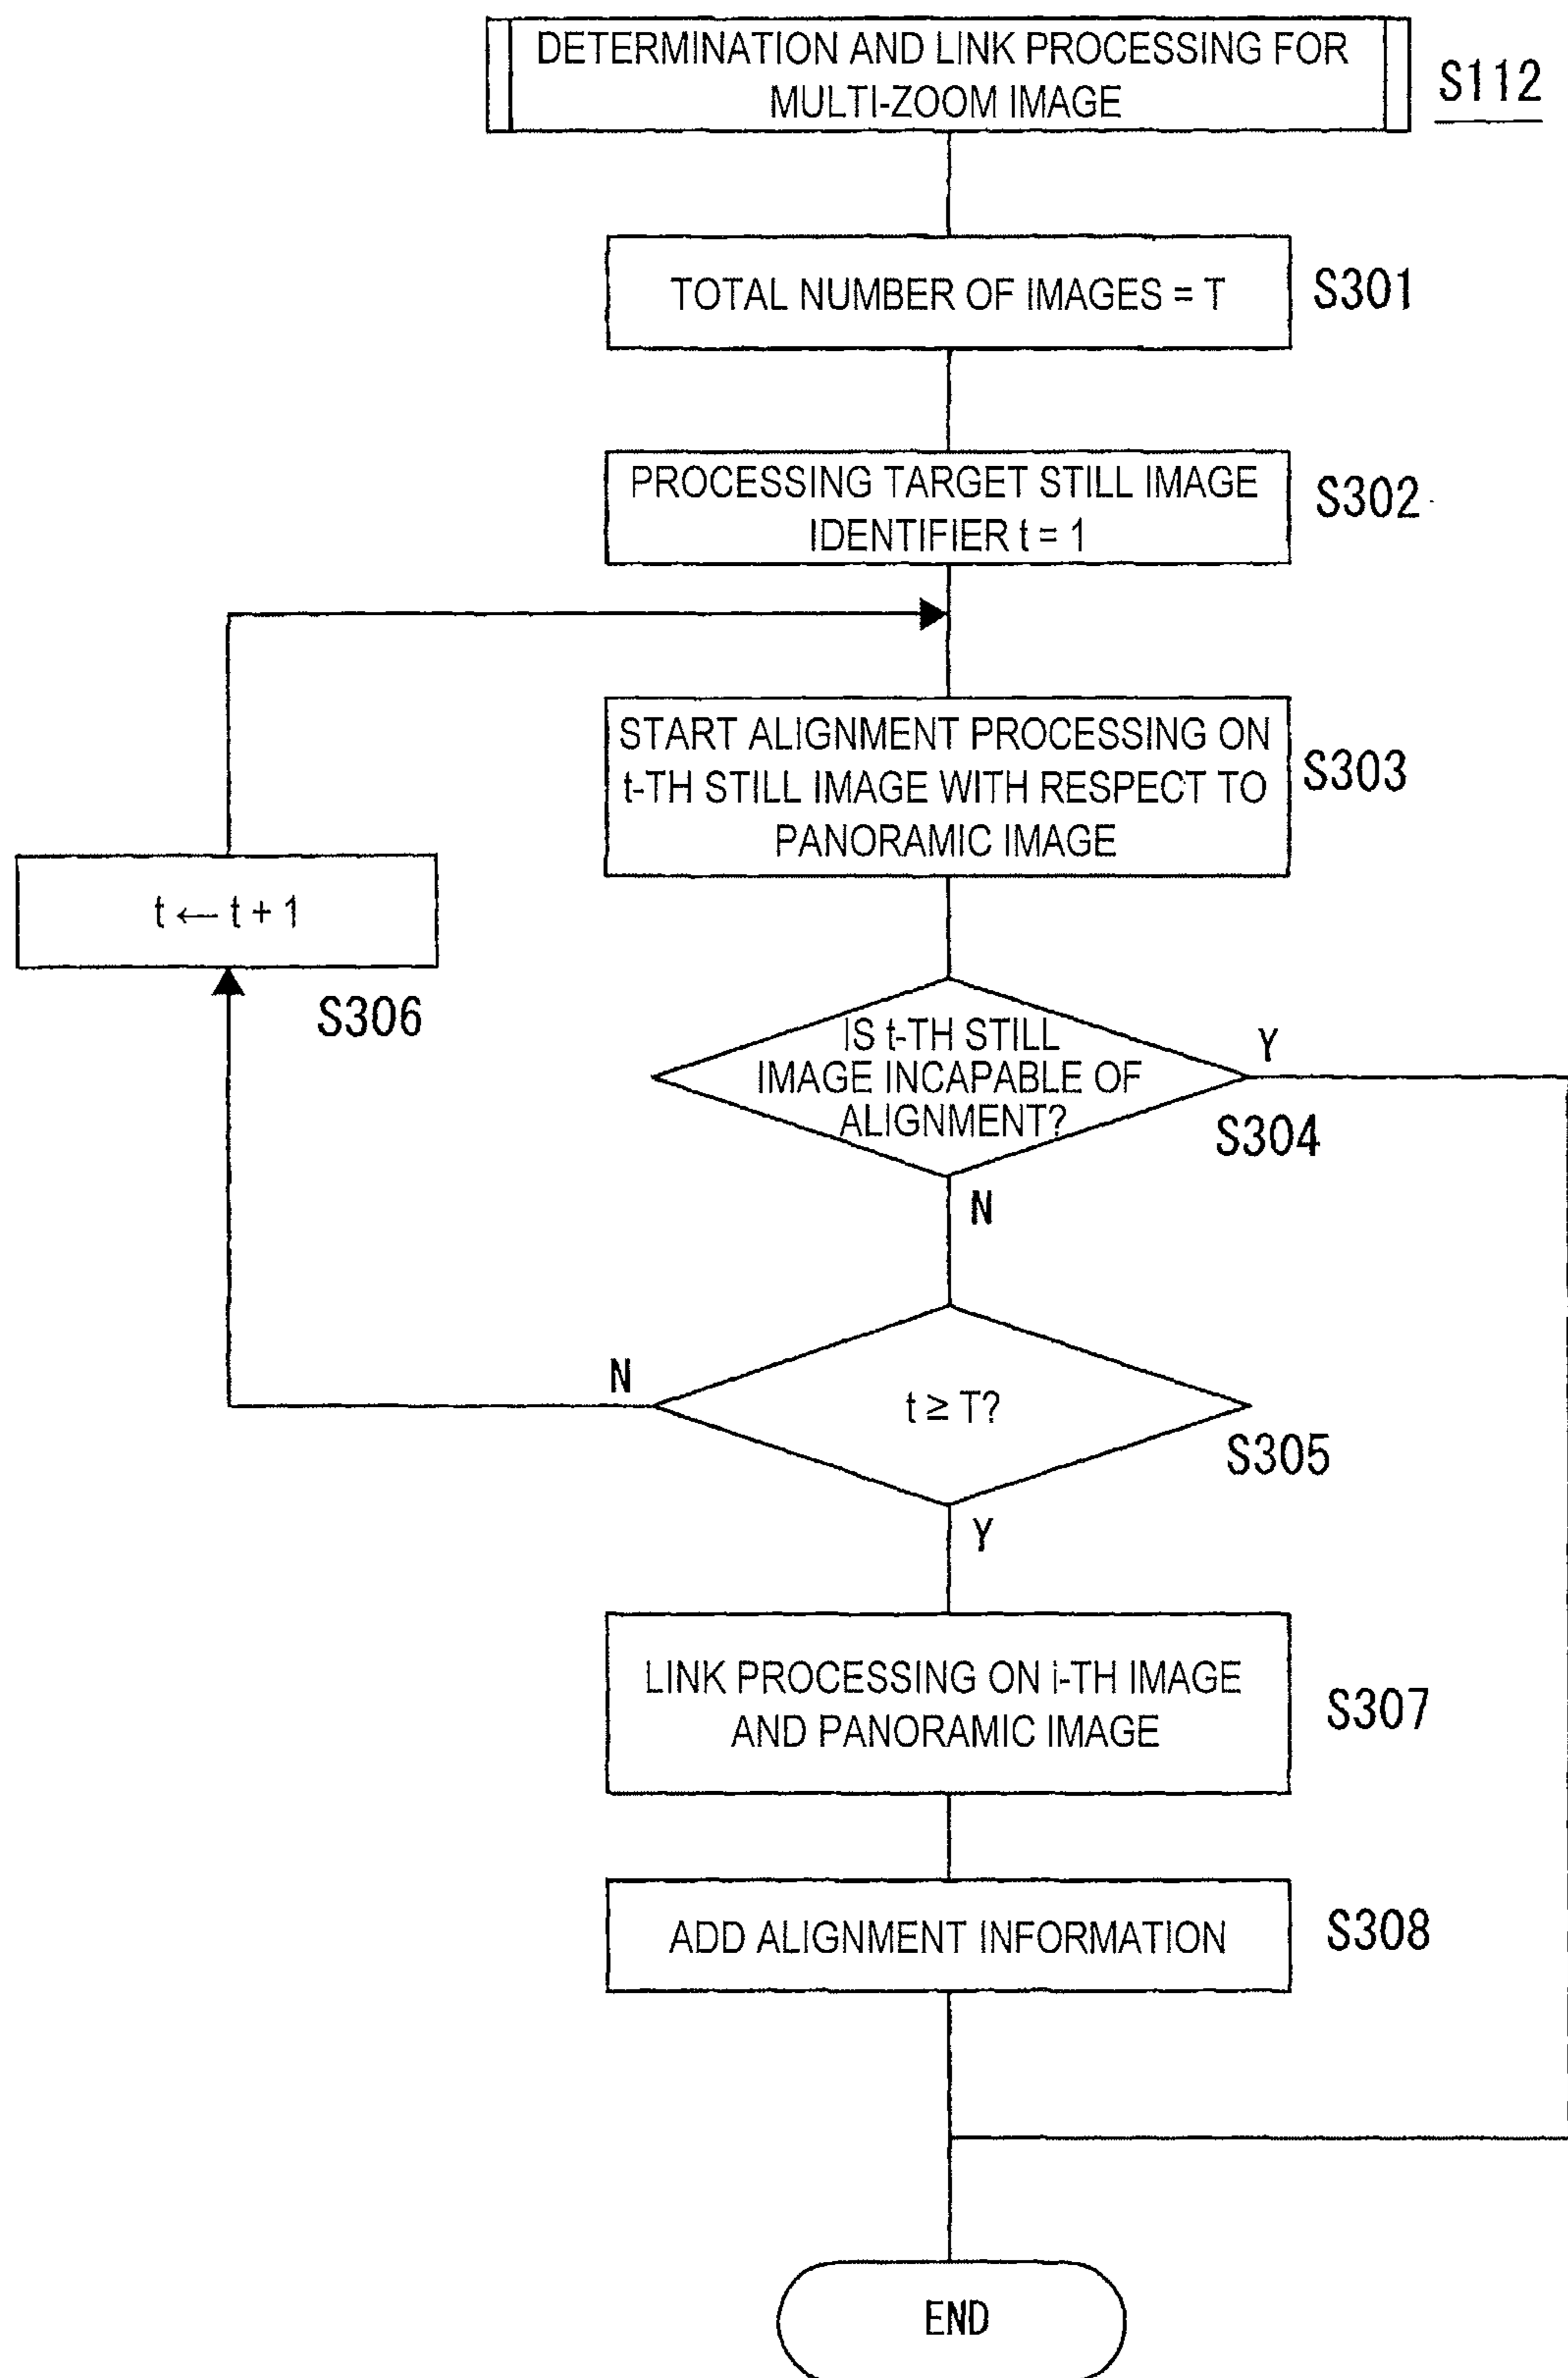 DETERMINATION AND LINK PROCESSING FOR
MULTI-ZOOM IMAGE
S112
TOTAL NUMBER OF IMAGES = T
S301
PROCESSING TARGET STILL IMAGE
IDENTIFIER t = 1
S302
START ALIGNMENT PROCESSING ON
t-TH STILL IMAGE WITH RESPECT TO
PANORAMIC IMAGE
S303
t ← t + 1
S306
IS t-TH STILL
IMAGE INCAPABLE OF
ALIGNMENT?
Y
S304
N
t ≥ T?
N
S305
Y
LINK PROCESSING ON i-TH IMAGE
AND PANORAMIC IMAGE
S307
ADD ALIGNMENT INFORMATION
S308
END